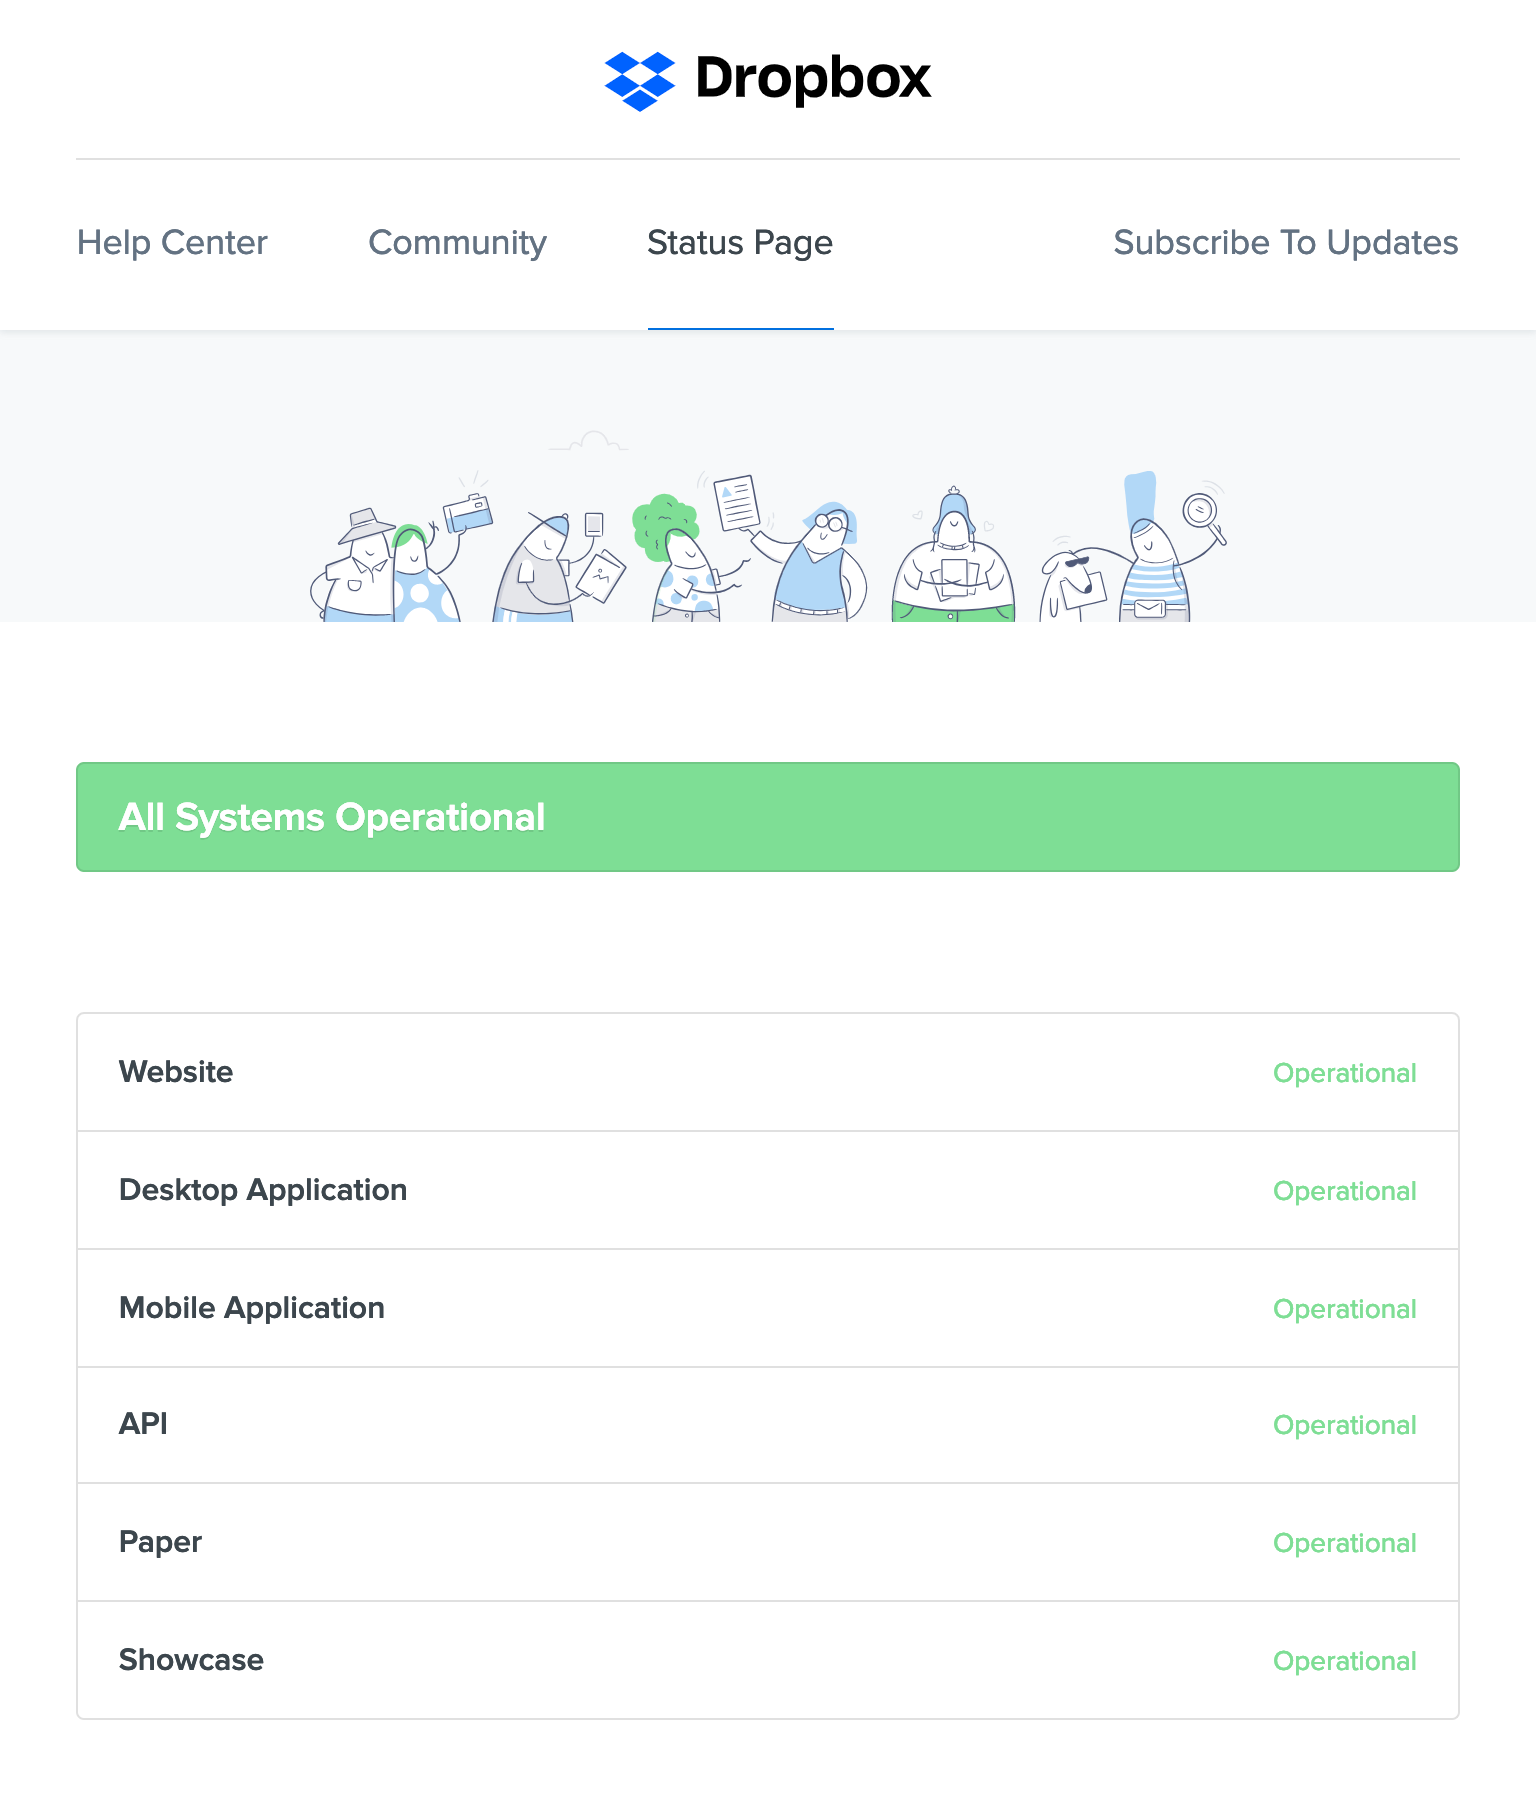 Dropbox
Help Center Community Status Page Subscribe To Updates
All Systems Operational
Website Operational
Desktop Application Operational
Mobile Application Operational
API Operational
Paper Operational
Showcase Operational